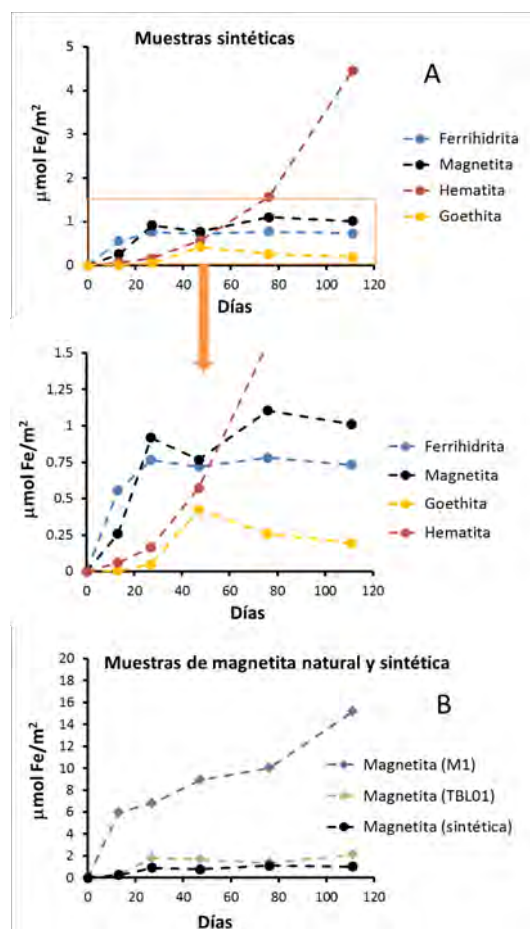 Muestras sintéticas
A
µmol Fe/m²
5
4
3
2
1
0
0 20 40 60 80 100 120
Días
Ferrihidrita
Magnetita
Hematita
Goethita
µmol Fe/m²
1.5
1.25
1
0.75
0.5
0.25
0
0 20 40 60 80 100 120
Días
Ferrihidrita
Magnetita
Goethita
Hematita
Muestras de magnetita natural y sintética
B
µmol Fe/m²
20
18
16
14
12
10
8
6
4
2
0
0 20 40 60 80 100 120
Días
Magnetita (M1)
Magnetita (TBL01)
Magnetita (sintética)